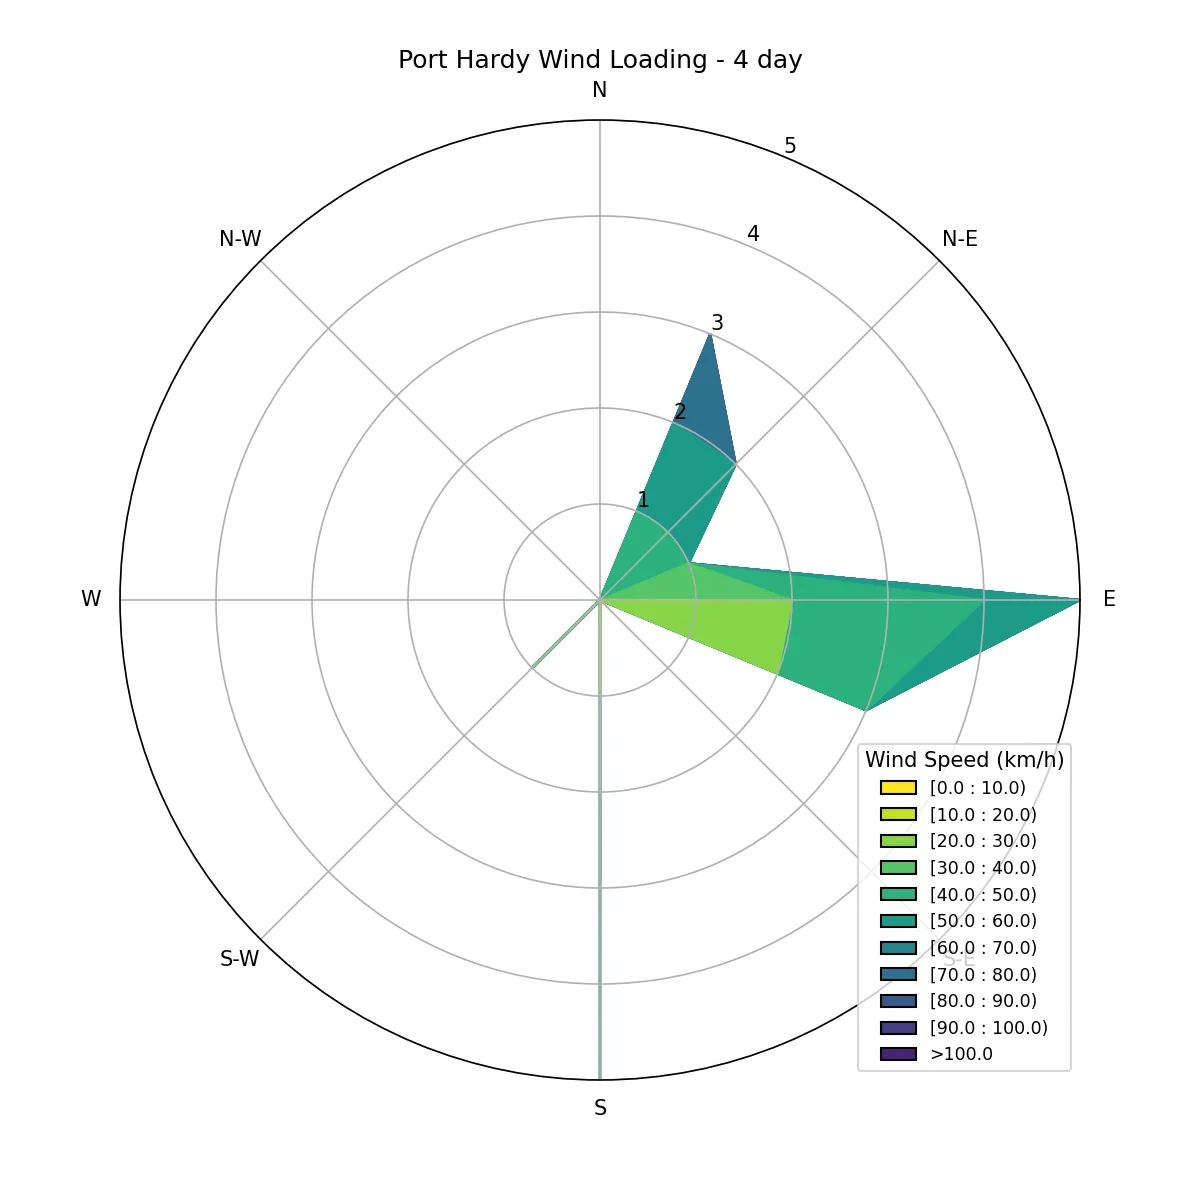 Port Hardy Wind Loading - 4 day
N
5
N-W
4
N-E
3
2
1
W
E
Wind Speed (km/h)
[0.0 : 10.0)
[10.0 : 20.0)
[20.0 : 30.0)
[30.0 : 40.0)
[40.0 : 50.0)
[50.0 : 60.0)
[60.0 : 70.0)
[70.0 : 80.0)
[80.0 : 90.0)
[90.0 : 100.0)
>100.0
S-W
S-E
S